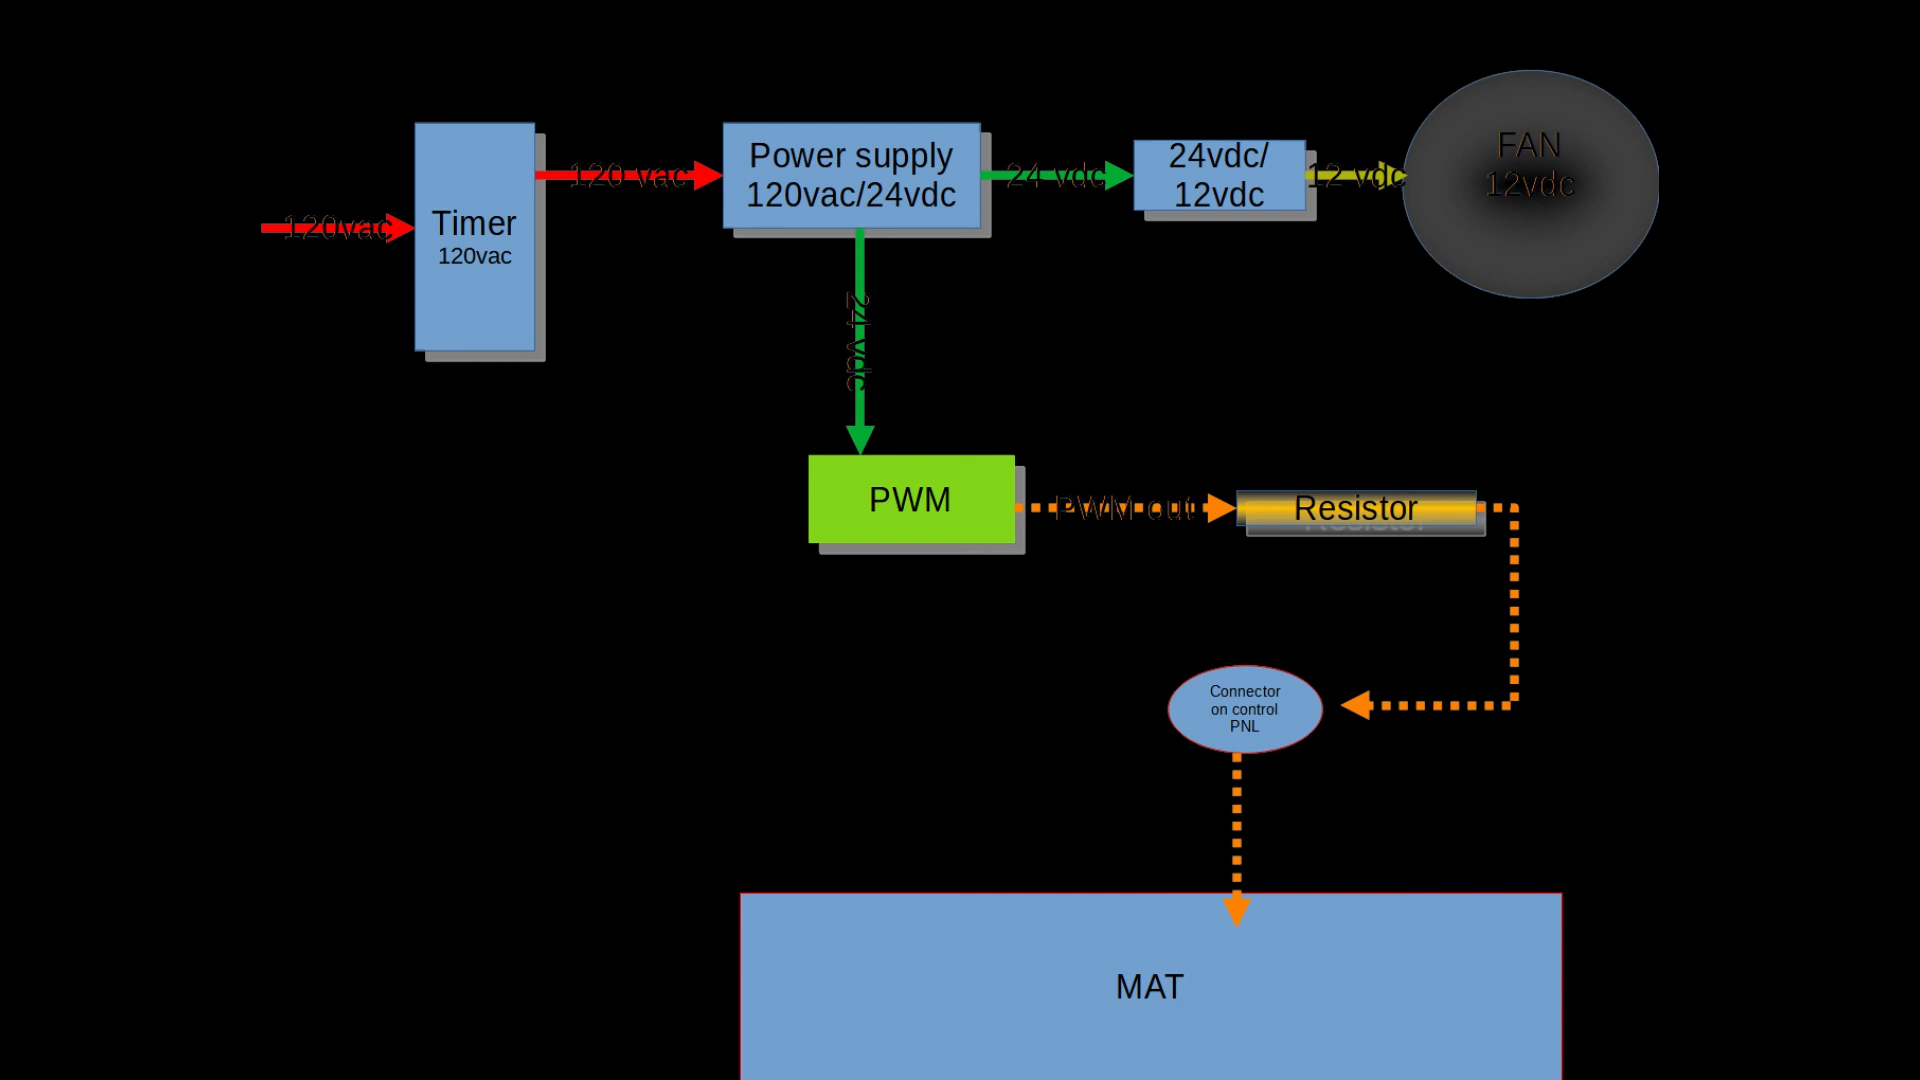 120vac
Timer
120vac
120 vac
Power supply
120vac/24vdc
24 vdc
24vdc/
12vdc
12 vdc
FAN
12vdc
24 vdc
PWM
PWM out
Resistor
Connector
on control
PNL
MAT